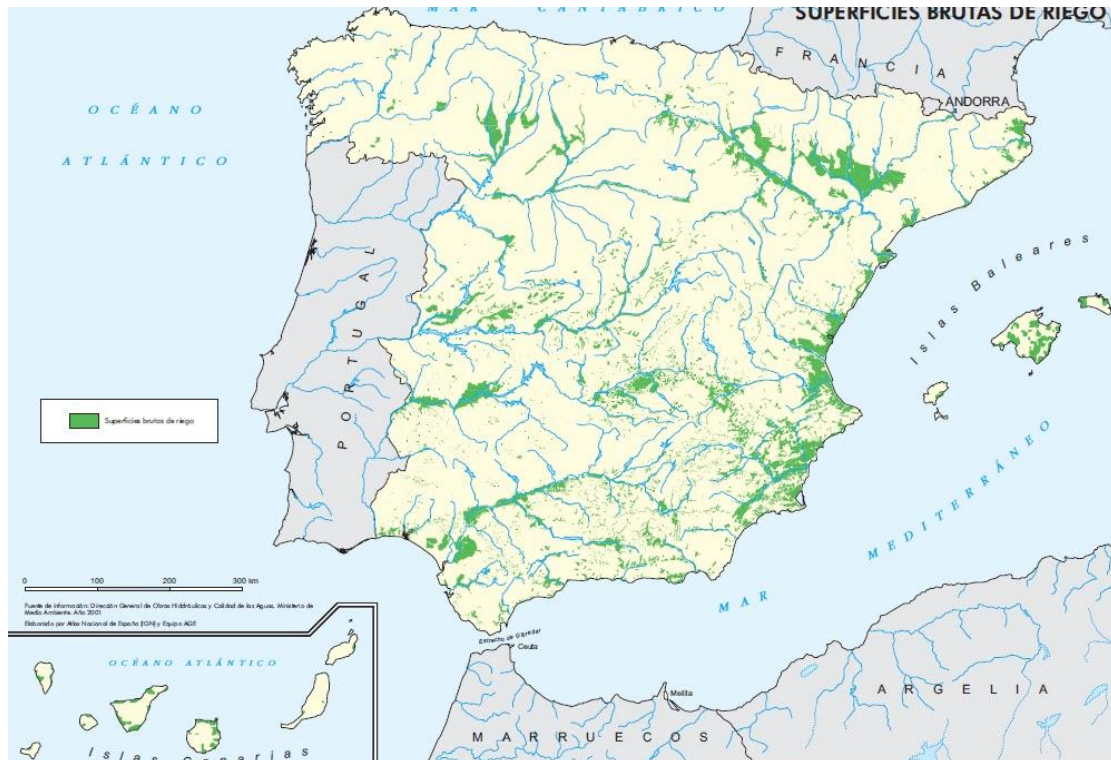 MAR CANTÁBRICO
SUPERFICIES BRUTAS DE RIEGO
FRANCIA
ANDORRA
OCÉANO
ATLÁNTICO
PORTUGAL
Islas Baleares
Superficies brutas de riego
MEDITERRÁNEO
MAR
0 100 200 300 km
Fuente de información: Dirección General de Obras Hidráulicas y Calidad de las Aguas. Ministerio de
Medio Ambiente. Año 2001
Elaborado por Atlas Nacional de España (IGN) y Equipo AGE
Estrecho de Gibraltar
Ceuta
Melilla
ARGELIA
MARRUECOS
OCÉANO ATLÁNTICO
Islas Canarias